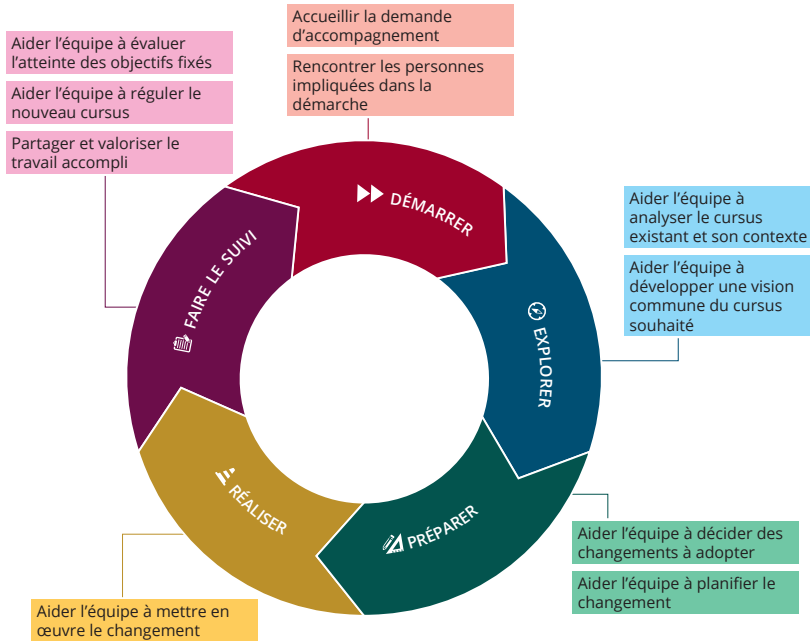 Accueillir la demande
d’accompagnement
Rencontrer les personnes
impliquées dans la
démarche
DÉMARRER
Aider l’équipe à
analyser le cursus
existant et son contexte
Aider l’équipe à
développer une vision
commune du cursus
souhaité
EXPLORER
Aider l’équipe à décider des
changements à adopter
Aider l’équipe à planifier le
changement
PRÉPARER
Aider l’équipe à mettre en
œuvre le changement
RÉALISER
Aider l’équipe à évaluer
l’atteinte des objectifs fixés
Aider l’équipe à réguler le
nouveau cursus
Partager et valoriser le
travail accompli
FAIRE LE SUIVI